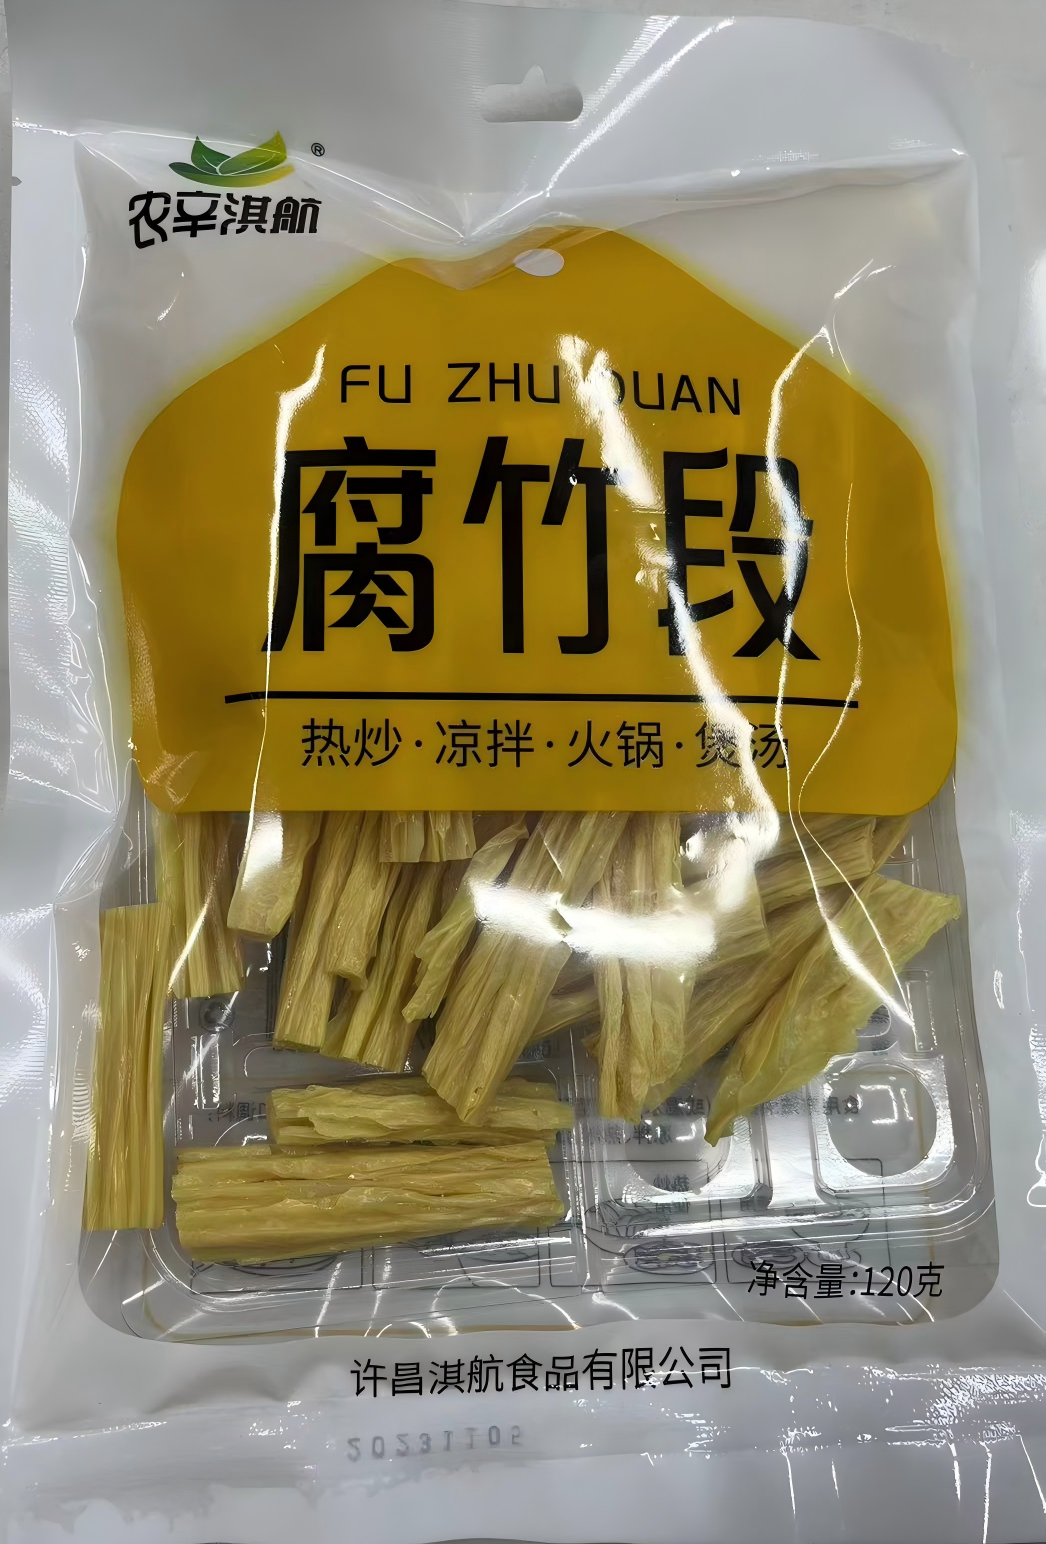 ®
农辛淇航
FU ZHU DUAN
腐竹段
热炒·凉拌·火锅·煲汤
净含量:120克
许昌淇航食品有限公司
20231105